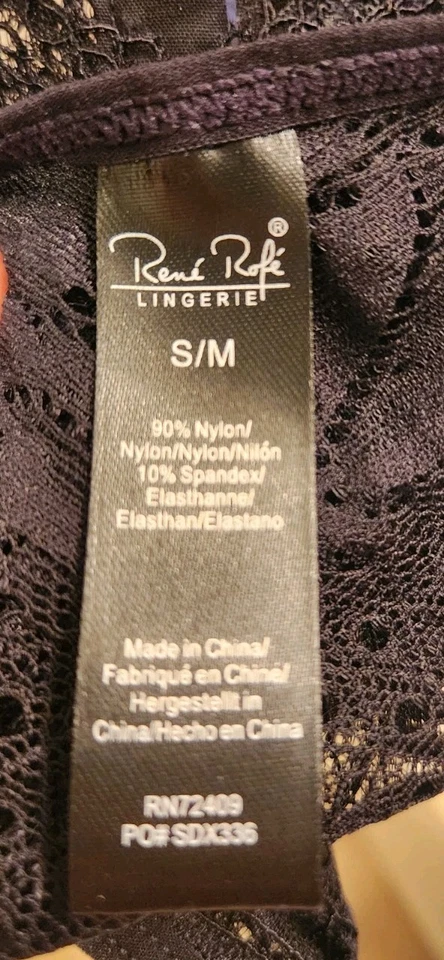 René Rofé®
LINGERIE
S/M
90% Nylon/
Nylon/Nylon/Nilón
10% Spandex/
Elasthanne/
Elasthan/Elastano
Made in China/
Fabriqué en Chine/
Hergestellt in
China/Hecho en China
RN72409
PO# SDX336